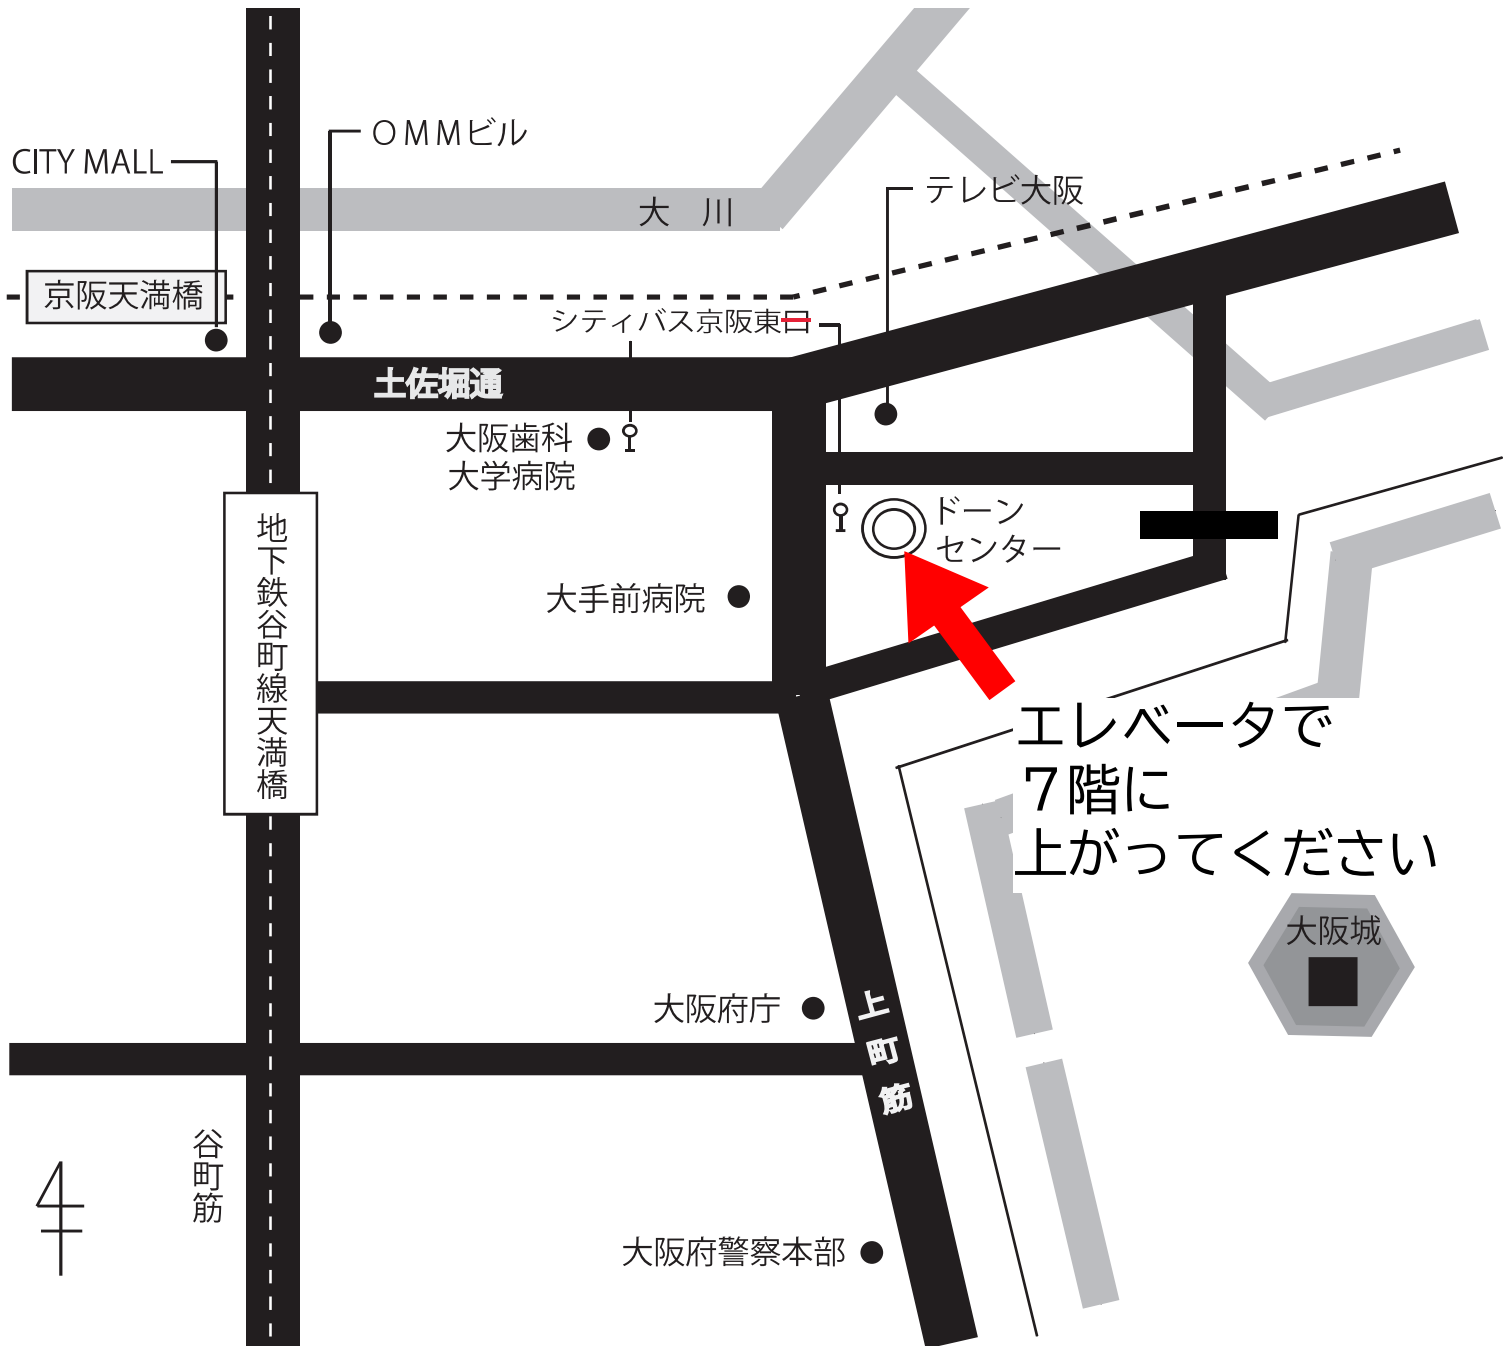 OMMビル
CITY MALL
テレビ大阪
大 川
京阪天満橋
シティバス京阪東口
土佐堀通
大阪歯科
大学病院
ドーン
センター
地下鉄谷町線天満橋
大手前病院
エレベータで
7階に
上がってください
大阪城
大阪府庁
上町筋
谷町筋
大阪府警察本部